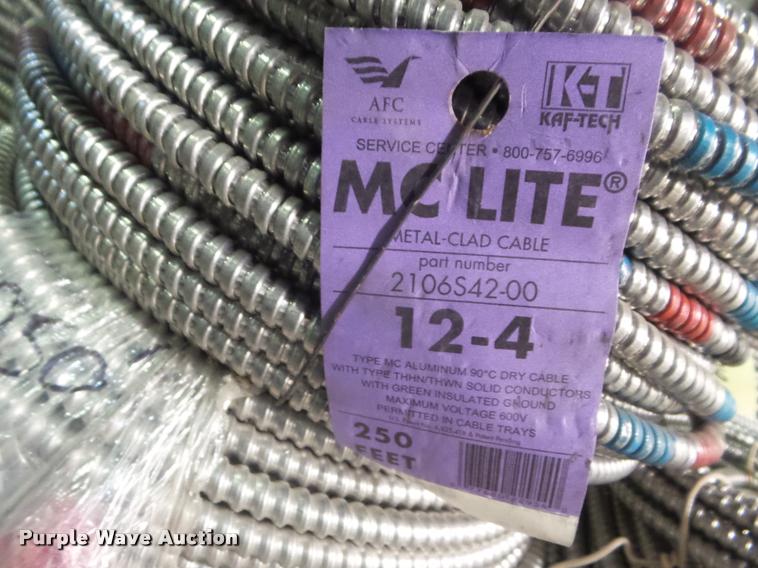 AFC
CABLE SYSTEMS
K-T
KAF-TECH
SERVICE CENTER • 800-757-6996
MC LITE®
METAL-CLAD CABLE
part number
2106S42-00
12-4
TYPE MC ALUMINUM 90°C DRY CABLE
WITH TYPE THHN/THWN SOLID CONDUCTORS
WITH GREEN INSULATED GROUND
MAXIMUM VOLTAGE 600V
PERMITTED IN CABLE TRAYS
& Patent Pending
250
FEET
Purple Wave Auction